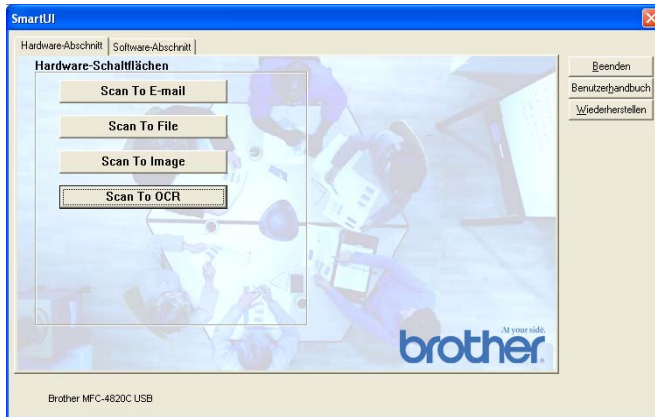 SmartUI
Hardware-Abschnitt
Software-Abschnitt
Hardware-Schaltflächen
Scan To E-mail
Scan To File
Scan To Image
Scan To OCR
Beenden
Benutzerhandbuch
Wiederherstellen
At your side.
brother
Brother MFC-4820C USB